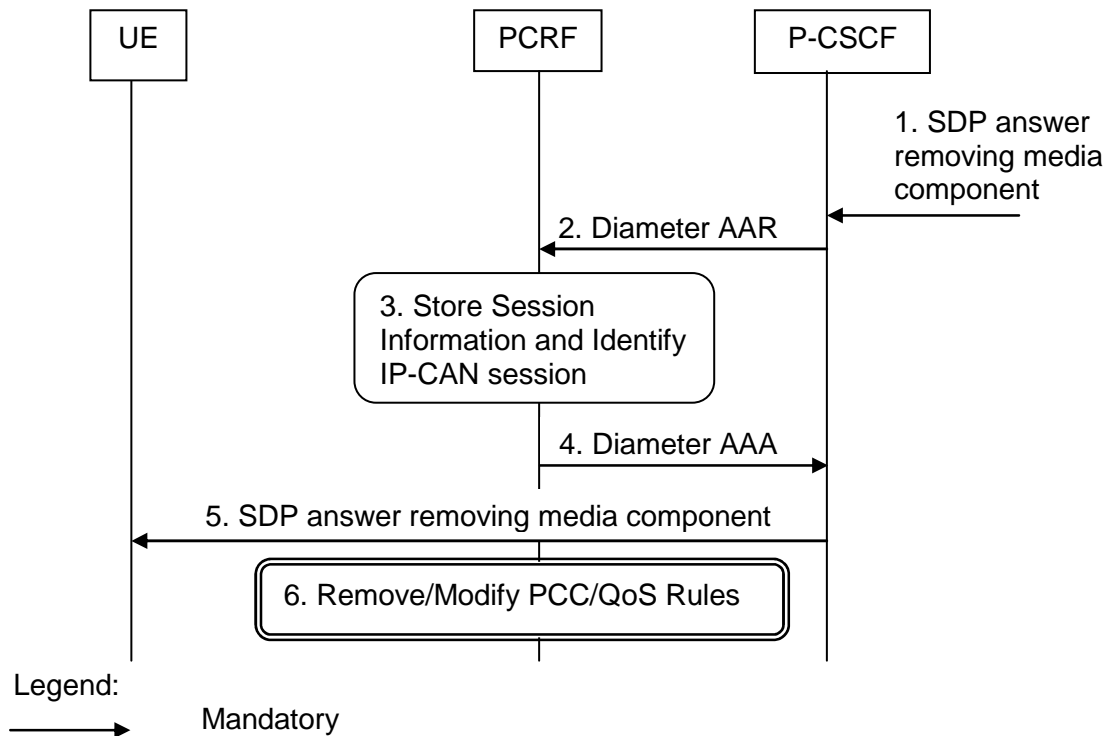 UE
PCRF
P-CSCF
1. SDP answer
removing media
component
2. Diameter AAR
3. Store Session
Information and Identify
IP-CAN session
4. Diameter AAA
5. SDP answer removing media component
6. Remove/Modify PCC/QoS Rules
Legend:
Mandatory